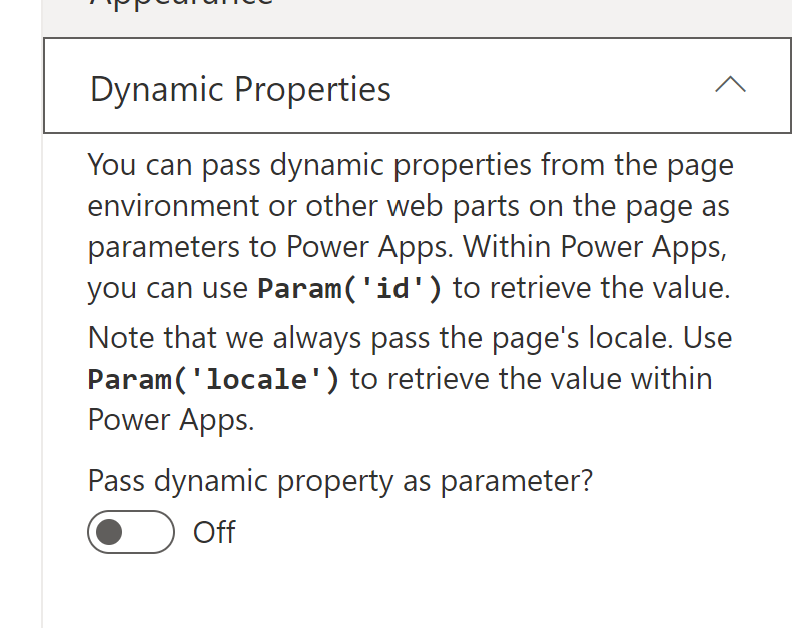 Appearance
Dynamic Properties
You can pass dynamic properties from the page
environment or other web parts on the page as
parameters to Power Apps. Within Power Apps,
you can use Param('id') to retrieve the value.
Note that we always pass the page's locale. Use
Param('locale') to retrieve the value within
Power Apps.
Pass dynamic property as parameter?
Off